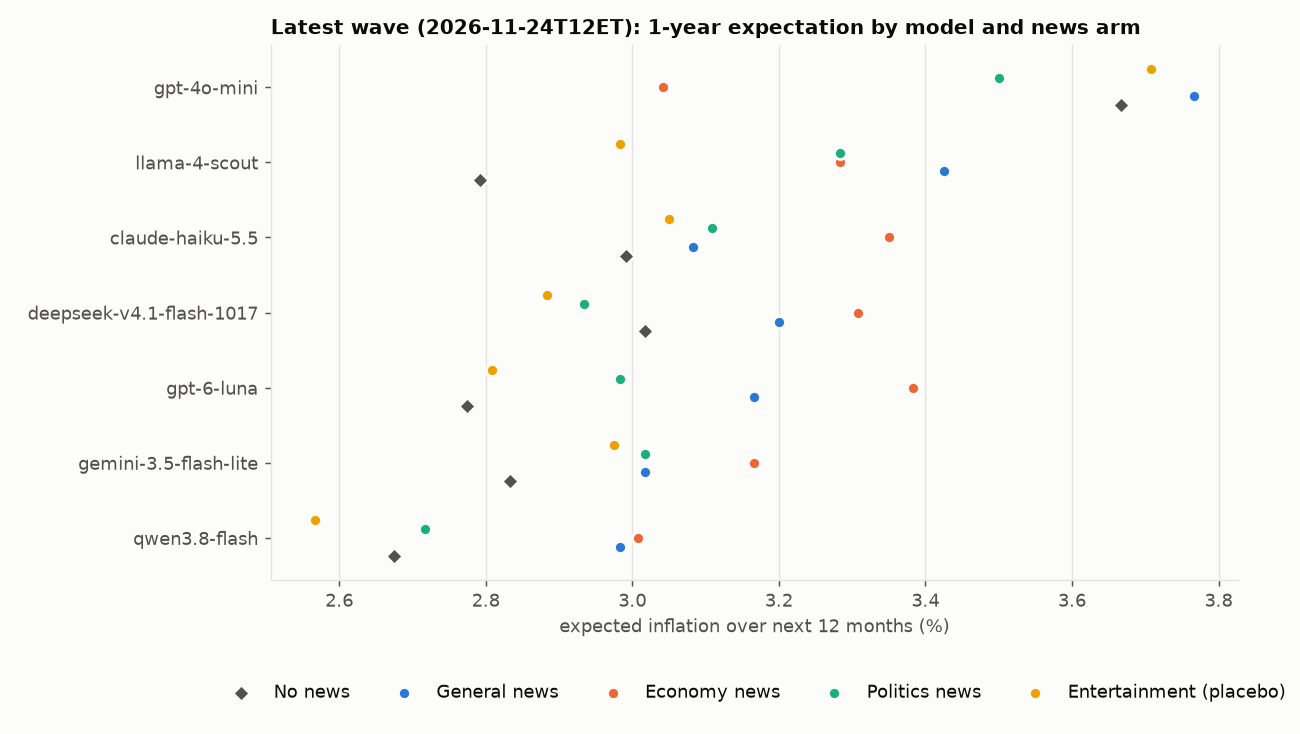 Latest wave (2026-11-24T12ET): 1-year expectation by model and news arm
gpt-4o-mini
llama-4-scout
claude-haiku-5.5
deepseek-v4.1-flash-1017
gpt-6-luna
gemini-3.5-flash-lite
qwen3.8-flash
2.6 2.8 3.0 3.2 3.4 3.6 3.8
expected inflation over next 12 months (%)
No news General news Economy news Politics news Entertainment (placebo)